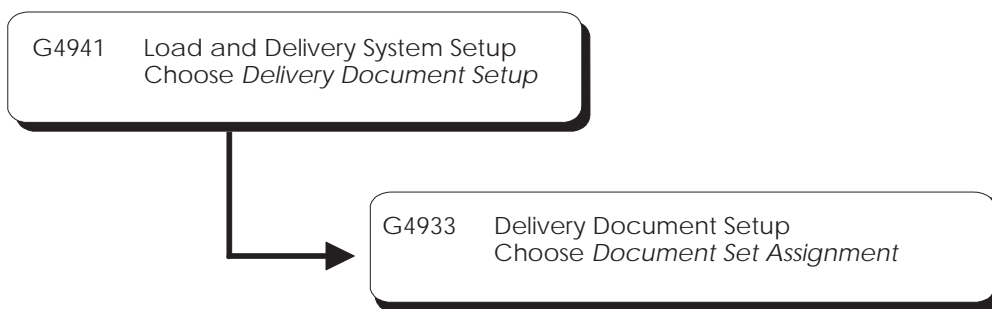 G4941 Load and Delivery System Setup
Choose Delivery Document Setup
G4933 Delivery Document Setup
Choose Document Set Assignment